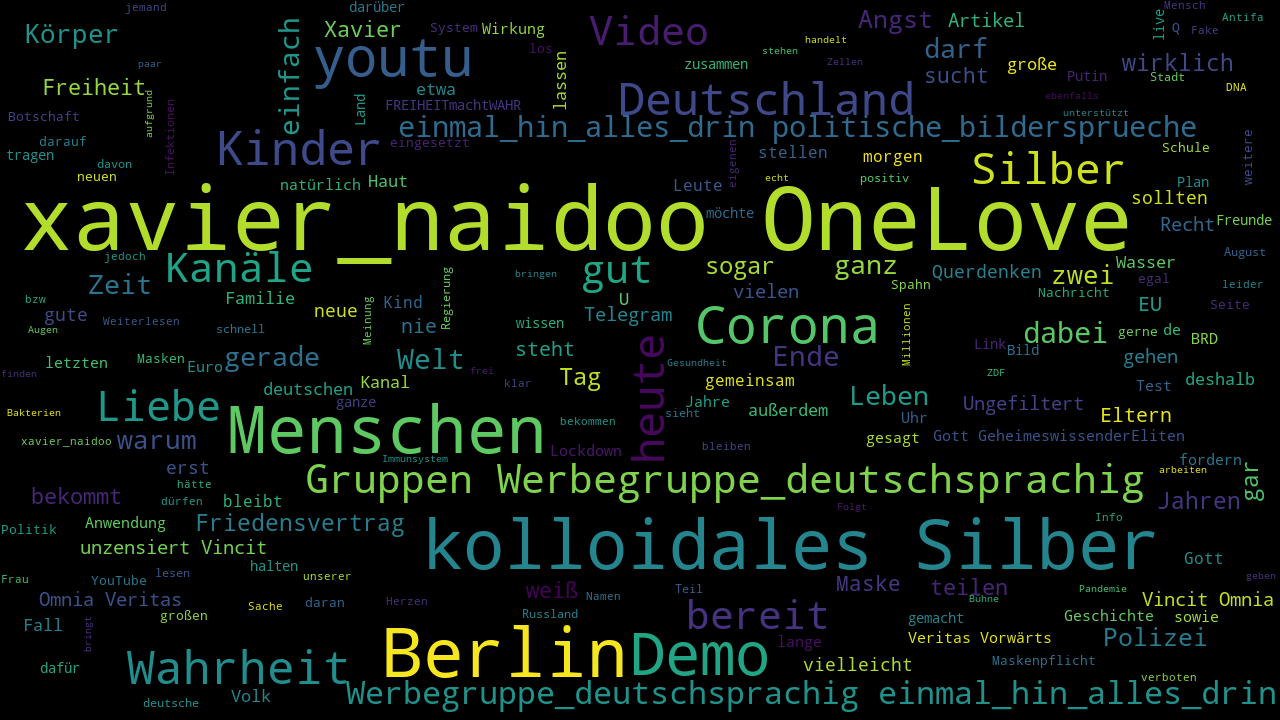 jemand
darüber
Körper
Xavier
System
Wirkung
Video
Angst
Artikel
live
Mensch
Q
Fake
Antifa
einfach
youtu
los
handelt
stehen
darf
große
wirklich
paar
lassen
zusammen
Zellen
sucht
Putin
Stadt
DNA
Freiheit
etwa
Land
FREIHEITmachtWAHR
Deutschland
ebenfalls
unterstützt
Botschaft
aufgrund
Infektionen
einmal_hin_alles_drin politische_bildersprueche
darauf
Kinder
eingesetzt
eigenen
stellen
morgen
Silber
Schule
weitere
tragen
davon
neuen
natürlich
Haut
Leute
echt
positiv
Plan
sollten
xavier_naidoo OneLove
möchte
Recht
Freunde
jedoch
Kanäle
gut
sogar
ganz
Querdenken
zwei
Wasser
August
Zeit
bringen
Spahn
egal
leider
bzw
Familie
neue
Meinung
Kind
Regierung
U
vielen
Nachricht
EU
Seite
gute
Weiterlesen
schnell
nie
wissen
Telegram
Corona
Millionen
dabei
gerne
de
Augen
BRD
letzten
Masken
Euro
gerade
Welt
steht
heute
Gesundheit
Ende
Link
Bild
gehen
finden
deutschen
Kanal
frei
klar
Tag
gemeinsam
ZDF
Test
deshalb
Bakterien
Liebe
ganze
Menschen
bekommen
sieht
Jahre
außerdem
Leben
Uhr
Ungefiltert
Eltern
xavier_naidoo
warum
Lockdown
bleiben
gesagt
Gott GeheimeswissenderEliten
erst
Immunsystem
fordern
arbeiten
hätte
Gruppen Werbegruppe_deutschsprachig
gar
bekommt
dürfen
bleibt
Folgt
Jahren
Politik
Anwendung
Friedensvertrag
kolloidales Silber
Info
unzensiert Vincit
halten
Gott
Frau
YouTube
lesen
unserer
weiß
Namen
Teil
Maske
teilen
Bühne
Pandemie
geben
Omnia Veritas
Sache
daran
Herzen
Russland
bereit
gemacht
Geschichte
sowie
Vincit Omnia
Fall
bringt
großen
Berlin
Demo
lange
Veritas Vorwärts
Polizei
dafür
Wahrheit
vielleicht
Maskenpflicht
verboten
deutsche
Volk
Werbegruppe_deutschsprachig einmal_hin_alles_drin